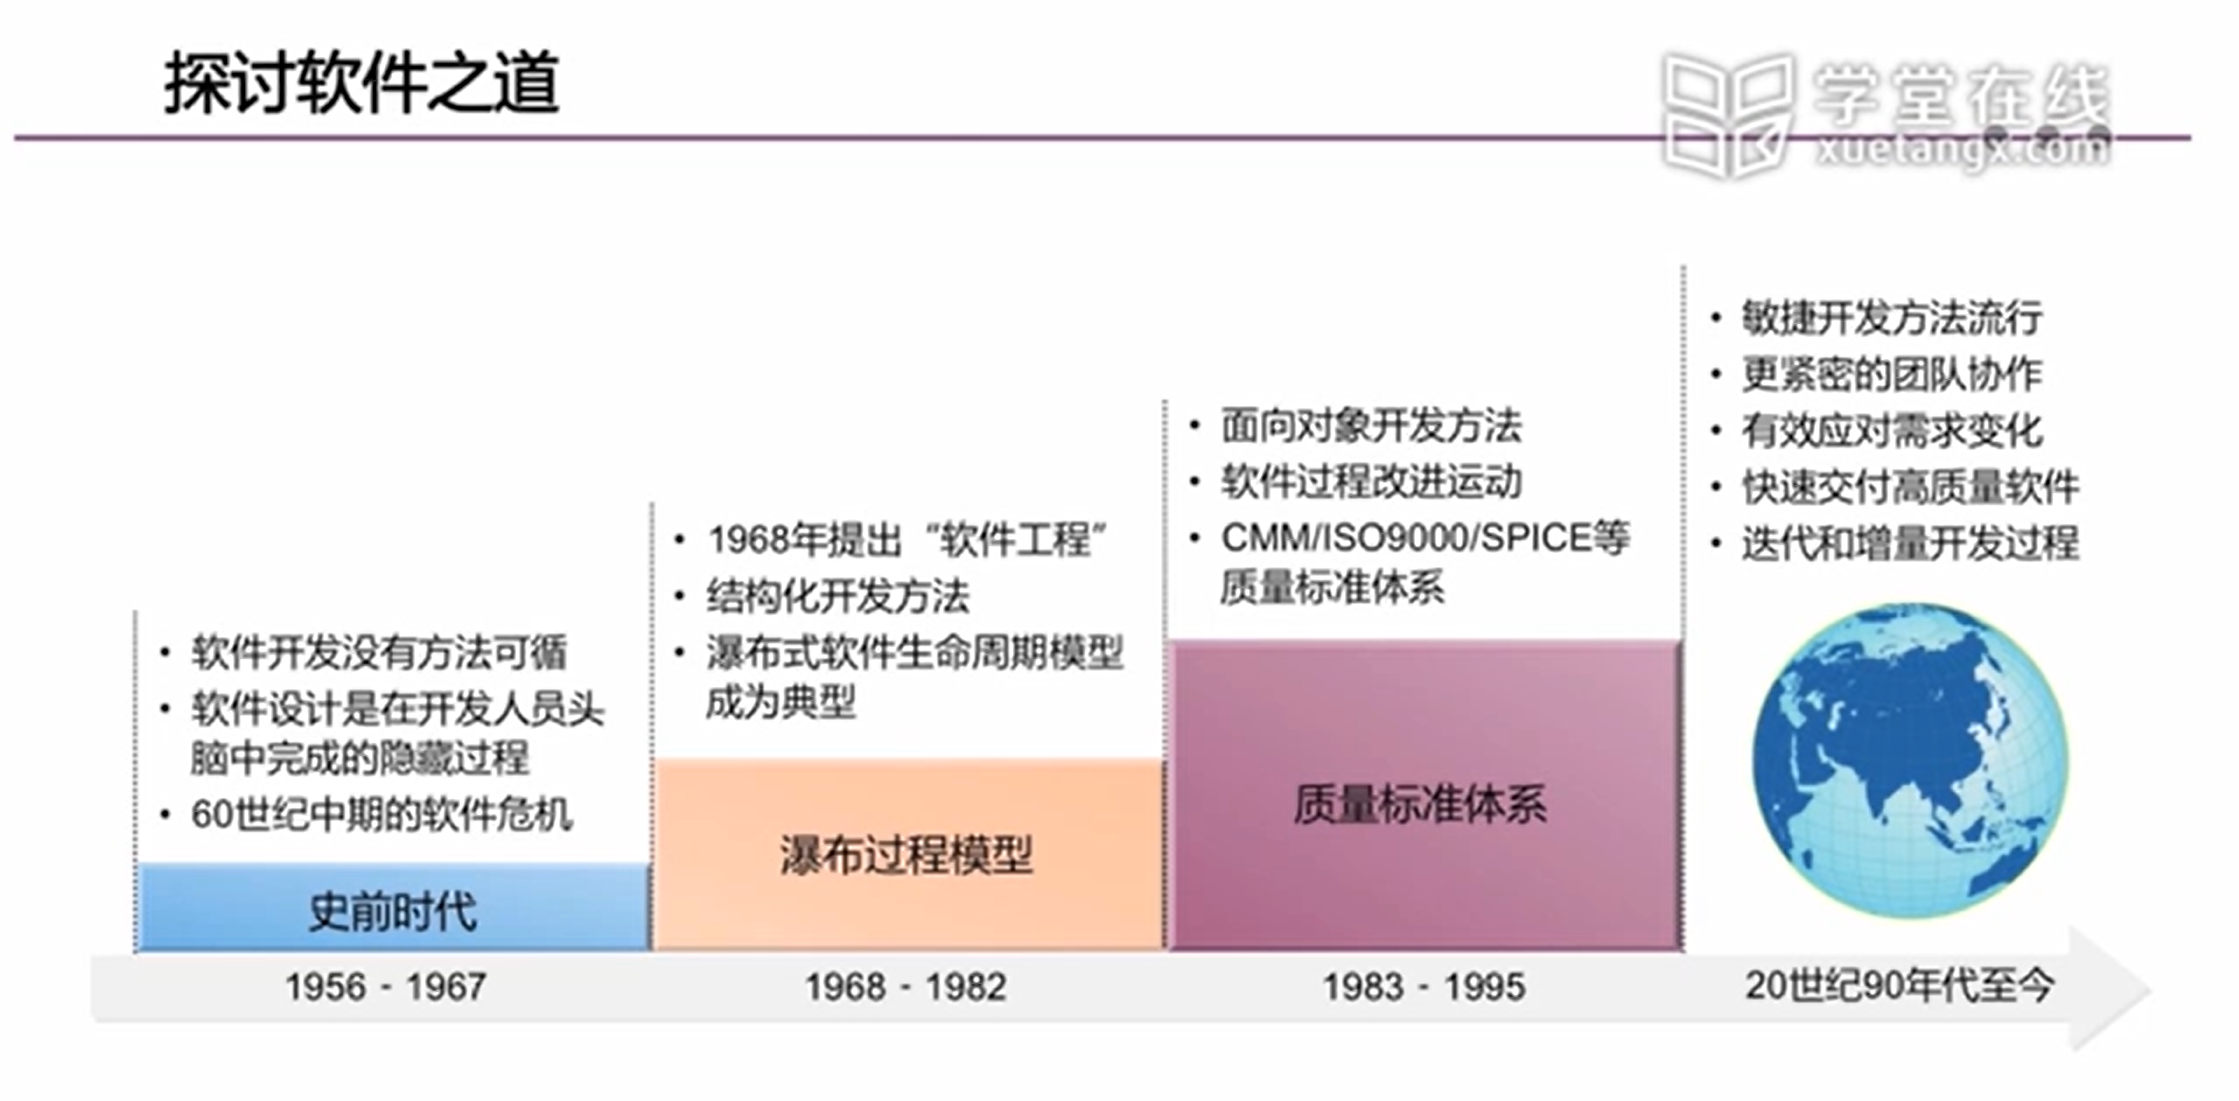 探讨软件之道
学堂在线
xuetangx.com
• 软件开发没有方法可循
• 软件设计是在开发人员头
脑中完成的隐藏过程
• 60世纪中期的软件危机
史前时代
1956 - 1967
• 1968年提出“软件工程”
• 结构化开发方法
• 瀑布式软件生命周期模型
成为典型
瀑布过程模型
1968 - 1982
• 面向对象开发方法
• 软件过程改进运动
• CMM/ISO9000/SPICE等
质量标准体系
质量标准体系
1983 - 1995
• 敏捷开发方法流行
• 更紧密的团队协作
• 有效应对需求变化
• 快速交付高质量软件
• 迭代和增量开发过程
20世纪90年代至今